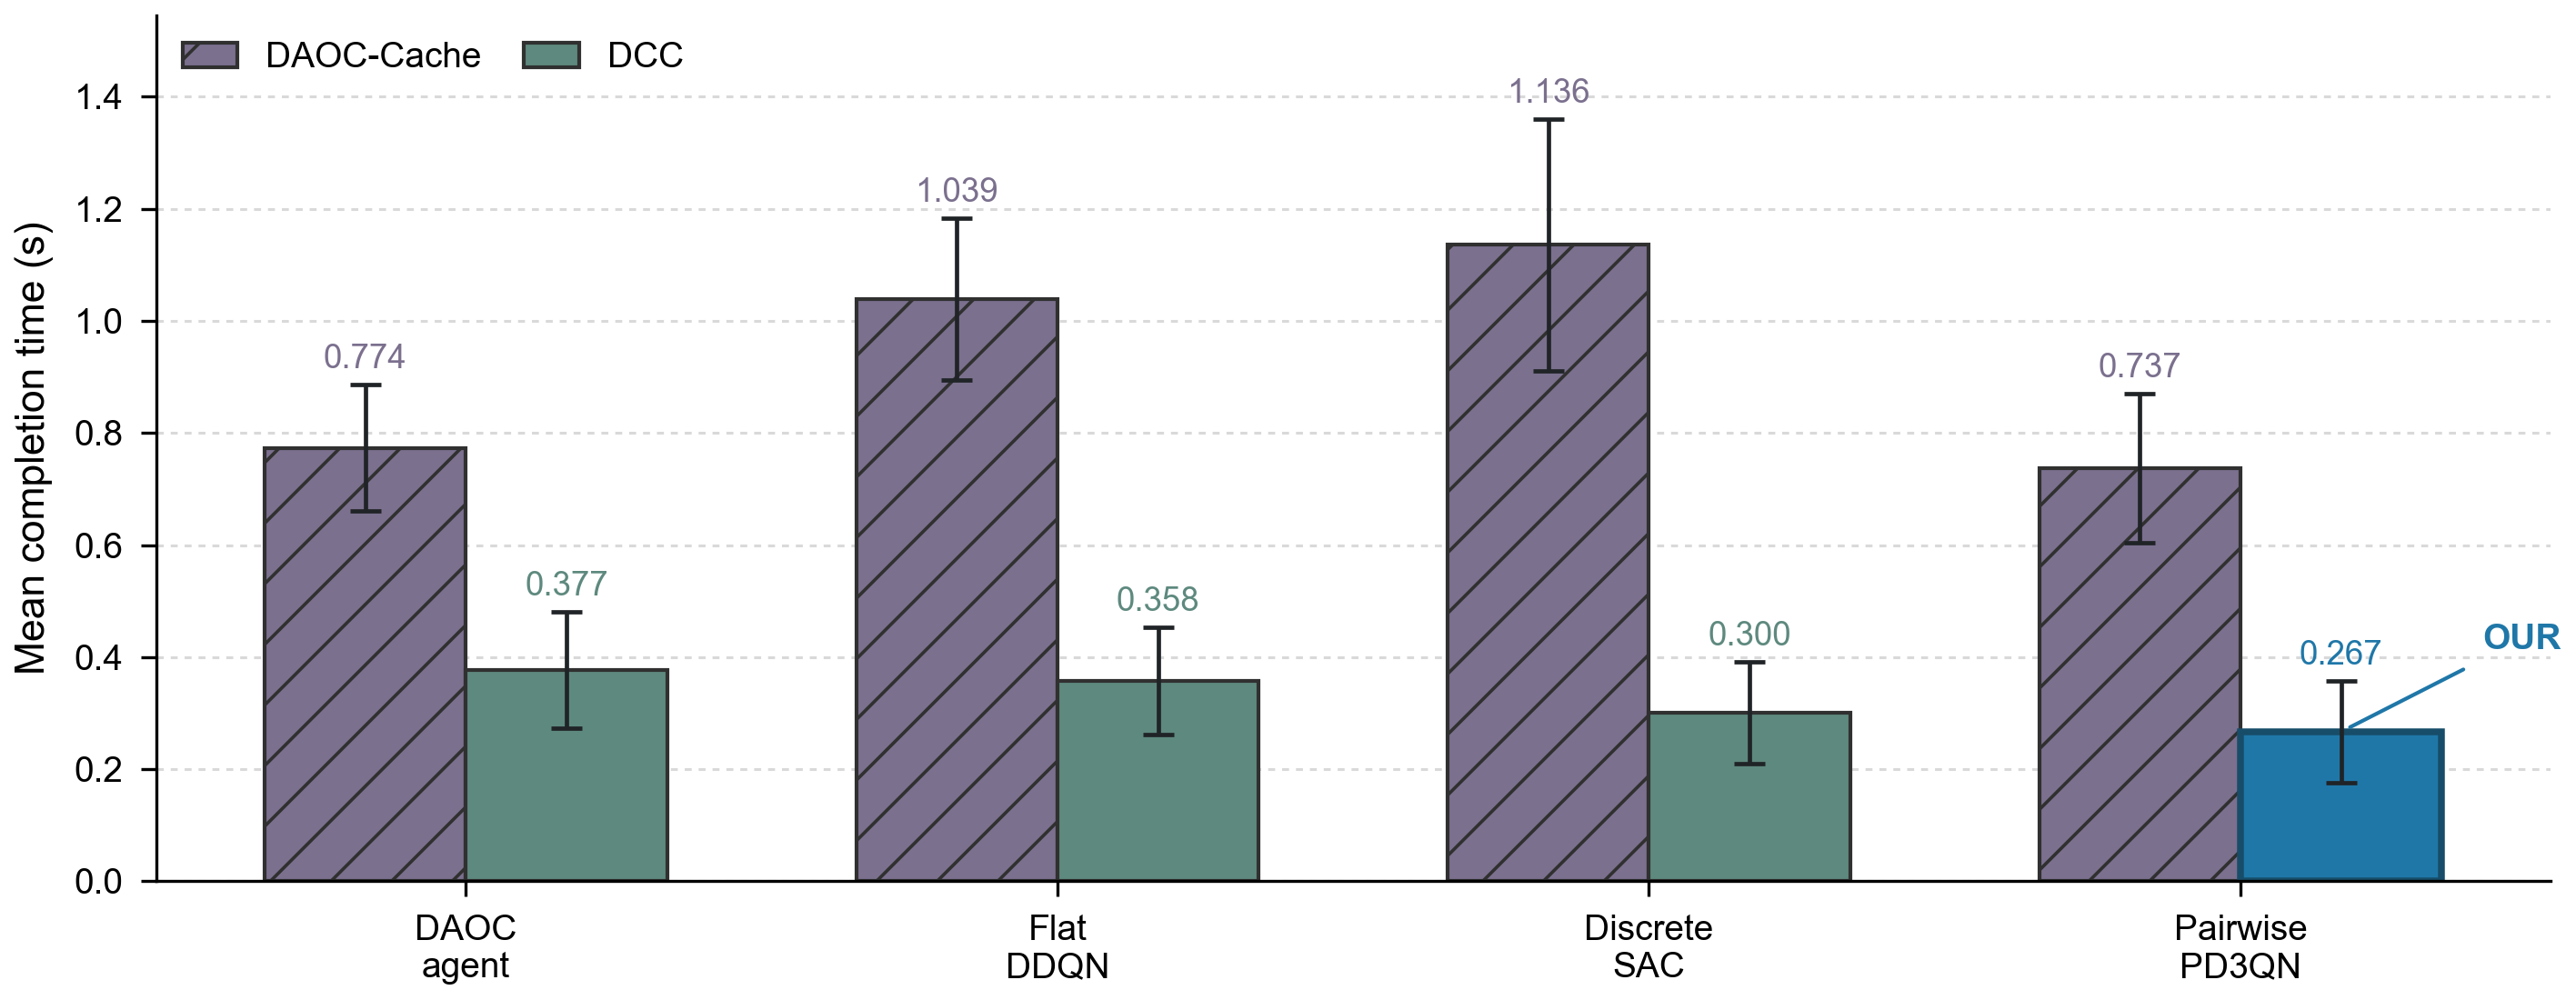 DAOC-Cache
DCC
Mean completion time (s)
1.4
1.2
1.0
0.8
0.6
0.4
0.2
0.0
0.774
0.377
1.039
0.358
1.136
0.300
0.737
0.267
OUR
DAOC
agent
Flat
DDQN
Discrete
SAC
Pairwise
PD3QN